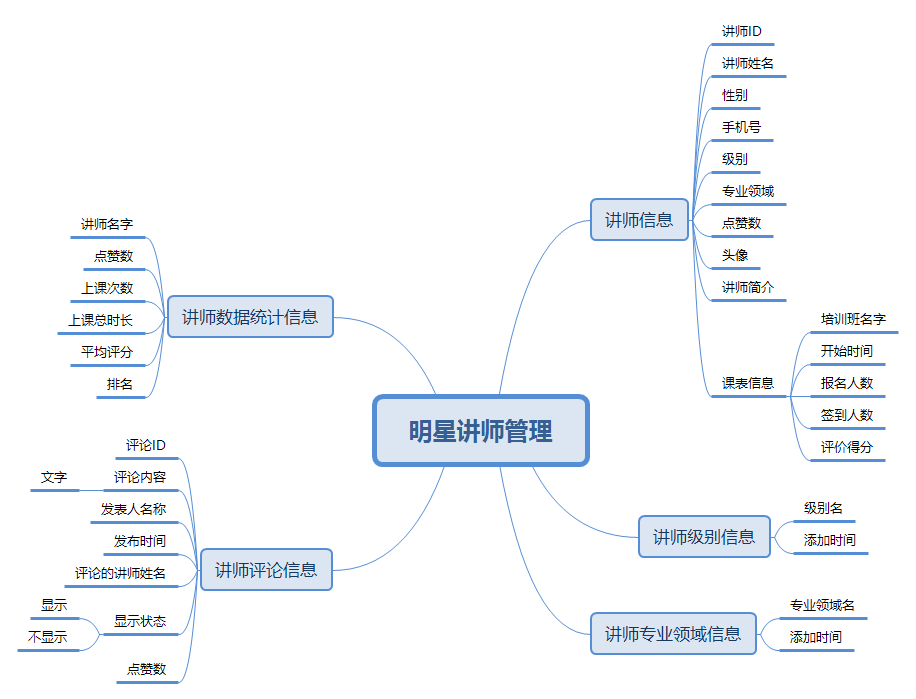 明星讲师管理
讲师信息
讲师ID
讲师姓名
性别
手机号
级别
专业领域
点赞数
头像
讲师简介
课表信息
培训班名字
开始时间
报名人数
签到人数
评价得分
讲师级别信息
级别名
添加时间
讲师专业领域信息
专业领域名
添加时间
讲师数据统计信息
讲师名字
点赞数
上课次数
上课总时长
平均评分
排名
讲师评论信息
评论ID
评论内容
文字
发表人名称
发布时间
评论的讲师姓名
显示状态
显示
不显示
点赞数